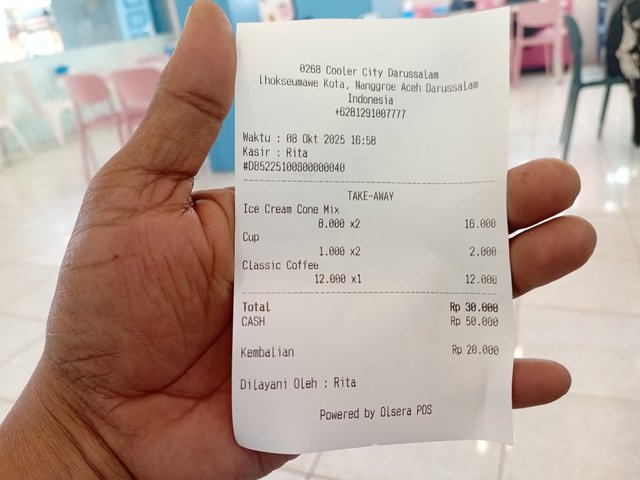 0268 Cooler City Darussalam
Lhokseumawe Kota, Nanggroe Aceh Darussalam
Indonesia
+6281291007777
Waktu : 08 Okt 2025 16:58
Kasir : Rita
#D85225100800000040
TAKE-AWAY
Ice Cream Cone Mix
8.000 x2 16.000
Cup
1.000 x2 2.000
Classic Coffee
12.000 x1 12.000
Total Rp 30.000
CASH Rp 50.000
Kembalian Rp 20.000
Dilayani Oleh : Rita
Powered by Olsera POS